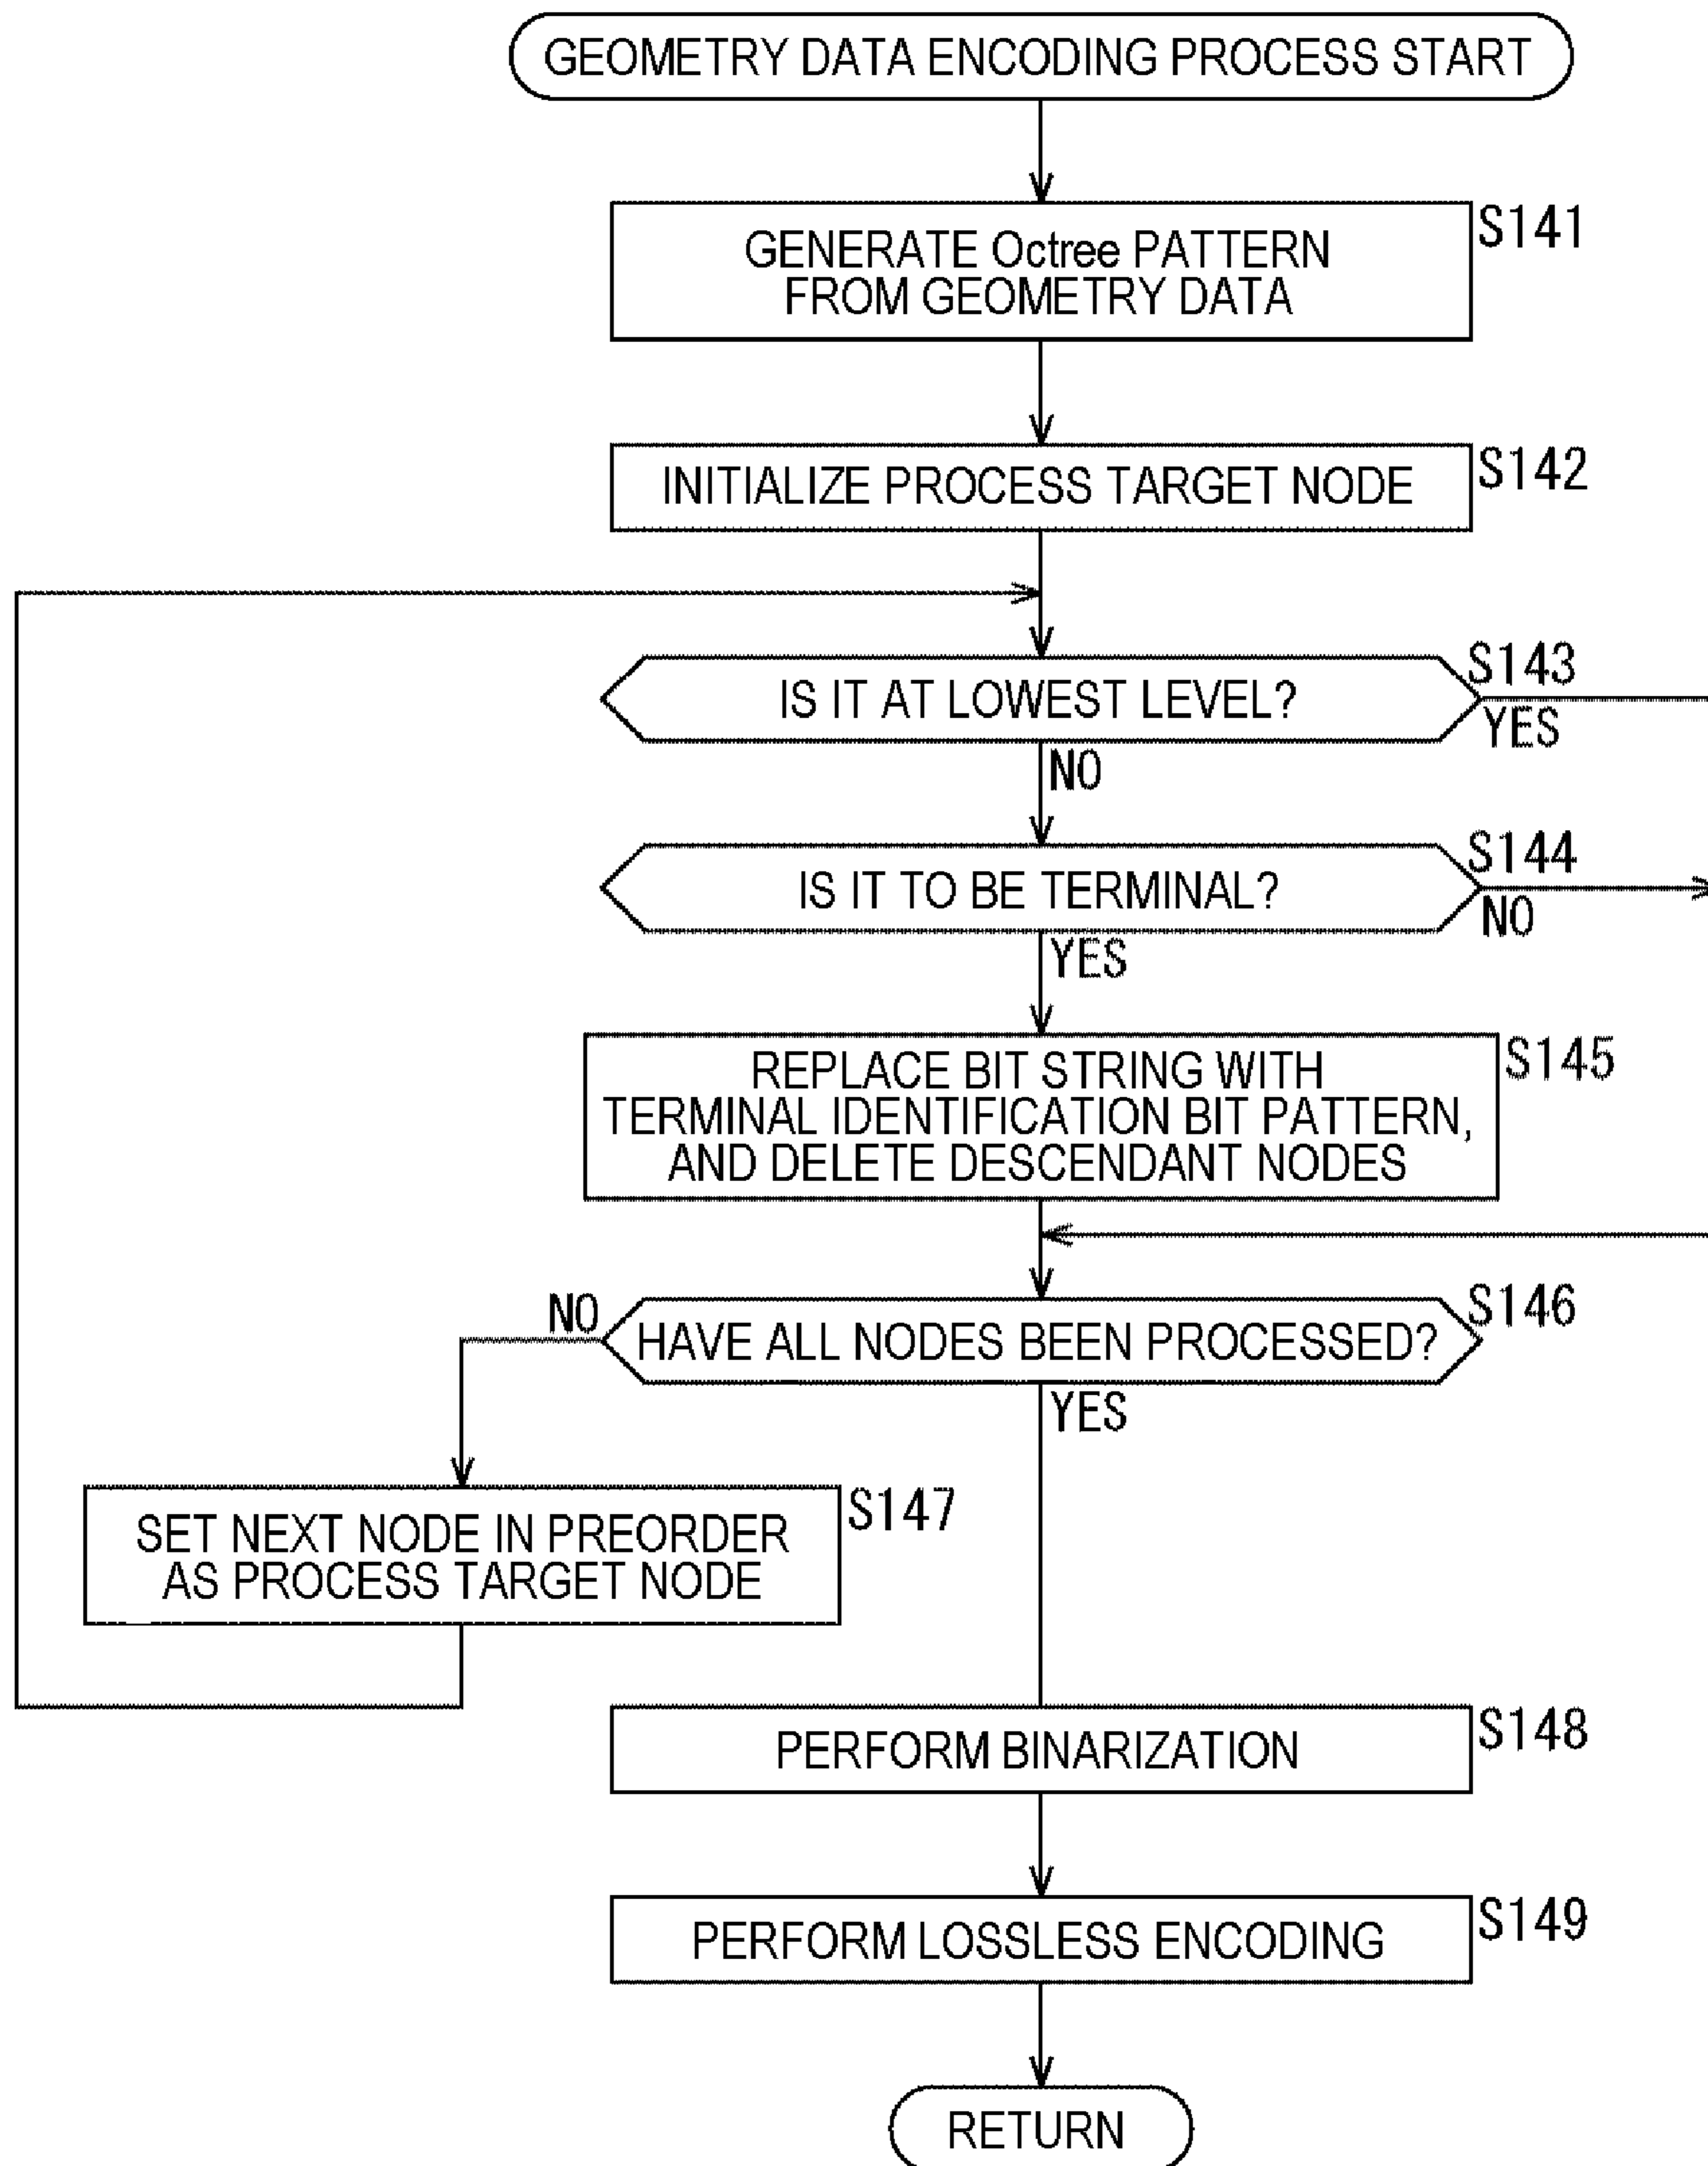 GEOMETRY DATA ENCODING PROCESS START
S141
GENERATE Octree PATTERN
FROM GEOMETRY DATA
INITIALIZE PROCESS TARGET NODE
S142
S143
IS IT AT LOWEST LEVEL?
YES
NO
S144
IS IT TO BE TERMINAL?
NO
YES
S145
REPLACE BIT STRING WITH
TERMINAL IDENTIFICATION BIT PATTERN,
AND DELETE DESCENDANT NODES
NO
S146
HAVE ALL NODES BEEN PROCESSED?
YES
S147
SET NEXT NODE IN PREORDER
AS PROCESS TARGET NODE
S148
PERFORM BINARIZATION
S149
PERFORM LOSSLESS ENCODING
RETURN